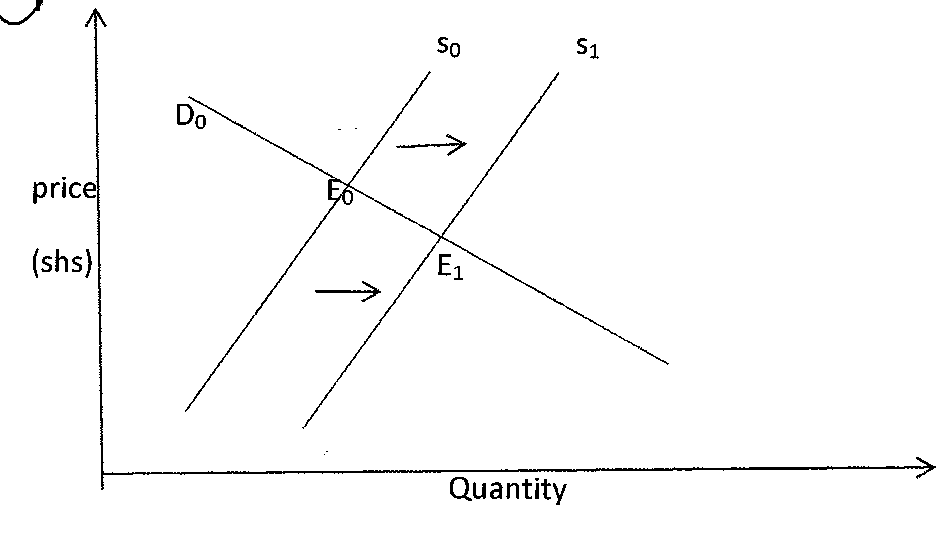 S₀ S₁
D₀
price
E₀
(shs)
E₁
Quantity